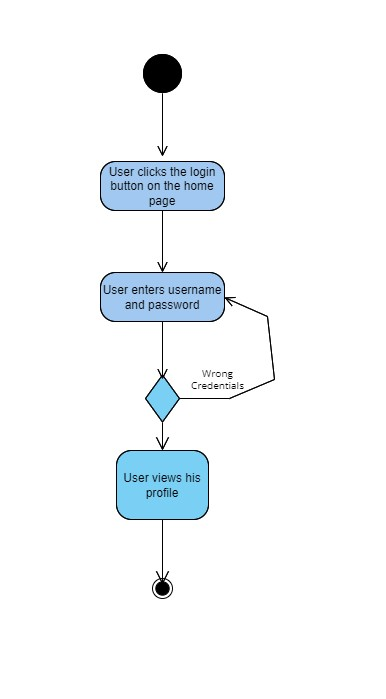 User clicks the login
button on the home
page
User enters username
and password
Wrong
Credentials
User views his
profile